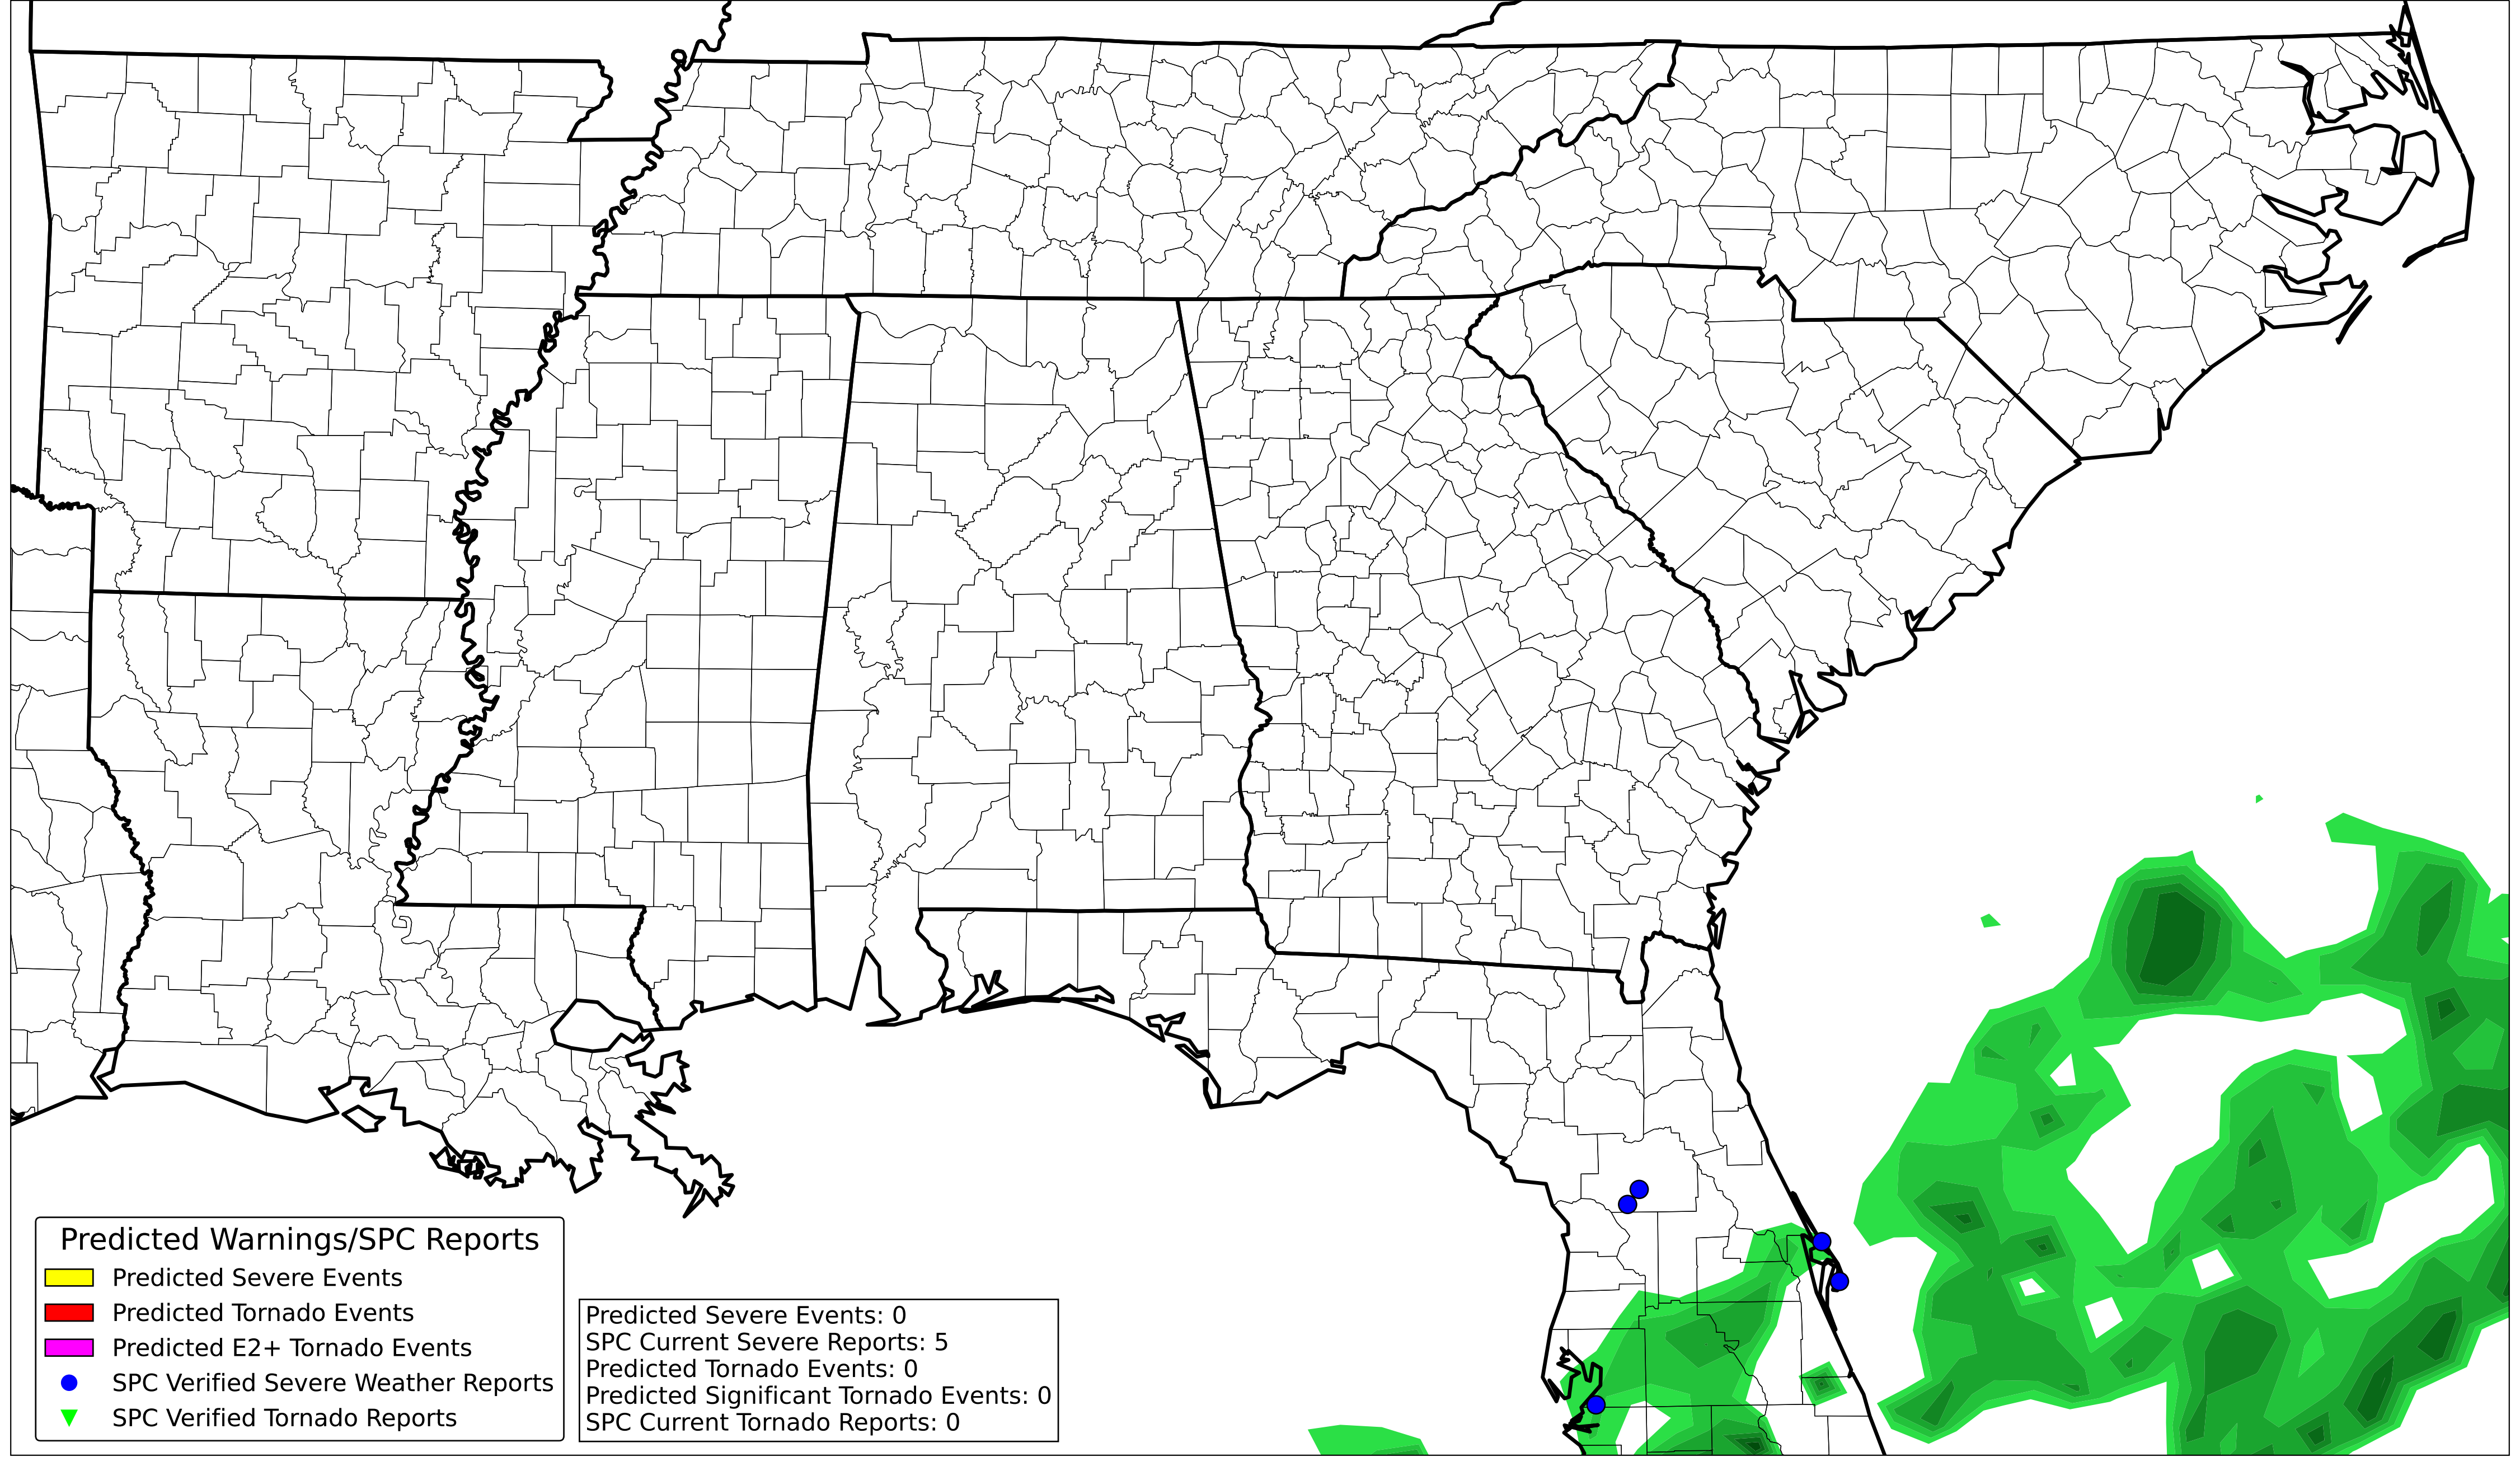 Predicted Warnings/SPC Reports
Predicted Severe Events
Predicted Tornado Events
Predicted E2+ Tornado Events
SPC Verified Severe Weather Reports
SPC Verified Tornado Reports
Predicted Severe Events: 0
SPC Current Severe Reports: 5
Predicted Tornado Events: 0
Predicted Significant Tornado Events: 0
SPC Current Tornado Reports: 0